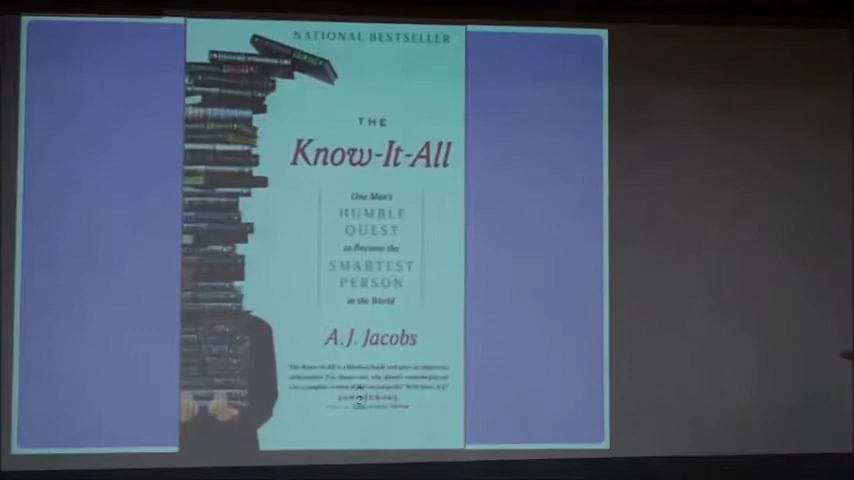 NATIONAL BESTSELLER
THE
Know-It-All
One Man's
HUMBLE
QUEST
to Become the
SMARTEST
PERSON
in the World
A.J. Jacobs